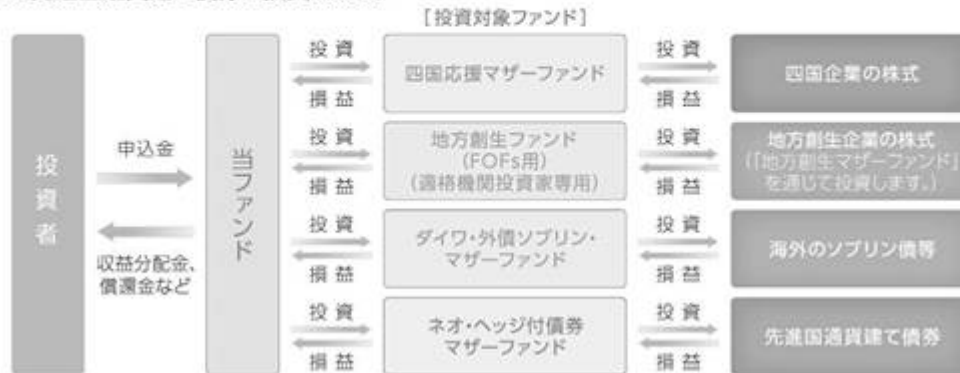 [投資対象ファンド]
投資者
申込金
収益分配金、
償還金など
当ファンド
投資
損益
四国応援マザーファンド
投資
損益
四国企業の株式
投資
損益
地方創生ファンド
(FOFs用)
(適格機関投資家専用)
投資
損益
地方創生企業の株式
(「地方創生マザーファンド」
を通じて投資します。)
投資
損益
ダイワ・外債ソブリン・
マザーファンド
投資
損益
海外のソブリン債等
投資
損益
ネオ・ヘッジ付債券
マザーファンド
投資
損益
先進国通貨建て債券